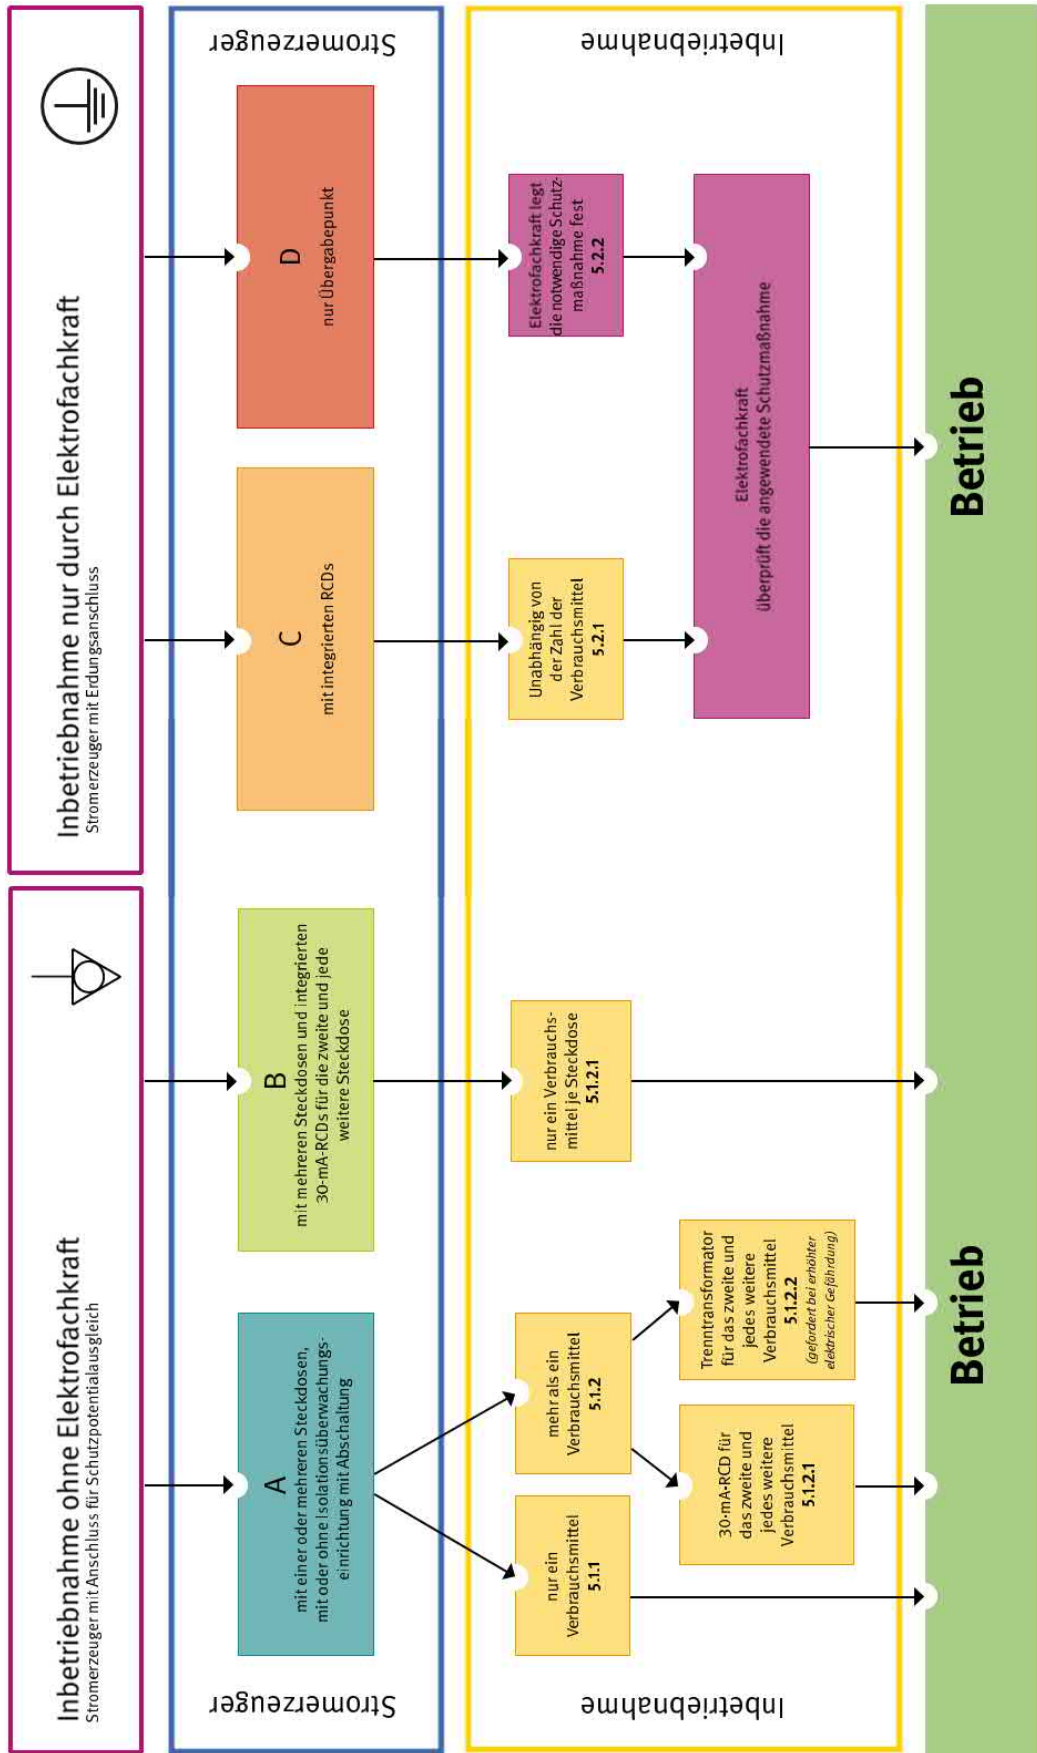 Inbetriebnahme ohne Elektrofachkraft
Stromerzeuger mit Anschluss für Schutzpotentialausgleich
Inbetriebnahme nur durch Elektrofachkraft
Stromerzeuger mit Erdungsanschluss
Stromerzeuger
A
mit einer oder mehreren Steckdosen,
mit oder ohne Isolationsüberwachungs-
einrichtung mit Abschaltung
B
mit mehreren Steckdosen und integrierten
30-mA-RCDs für die zweite und jede
weitere Steckdose
C
mit integrierten RCDs
D
nur Übergabepunkt
Stromerzeuger
Inbetriebnahme
nur ein
Verbrauchsmittel
5.1.1
mehr als ein
Verbrauchsmittel
5.1.2
nur ein Verbrauchs-
mittel je Steckdose
5.1.2.1
Unabhängig von
der Zahl der
Verbrauchsmittel
5.2.1
Elektrofachkraft legt
die notwendige Schutz-
maßnahme fest
5.2.2
Inbetriebnahme
30-mA-RCD für
das zweite und
jedes weitere
Verbrauchsmittel
5.1.2.1
Trenntransformator
für das zweite und
jedes weitere
Verbrauchsmittel
5.1.2.2
(gefordert bei erhöhter
elektrischer Gefährdung)
Elektrofachkraft
überprüft die angewendete Schutzmaßnahme
Betrieb
Betrieb